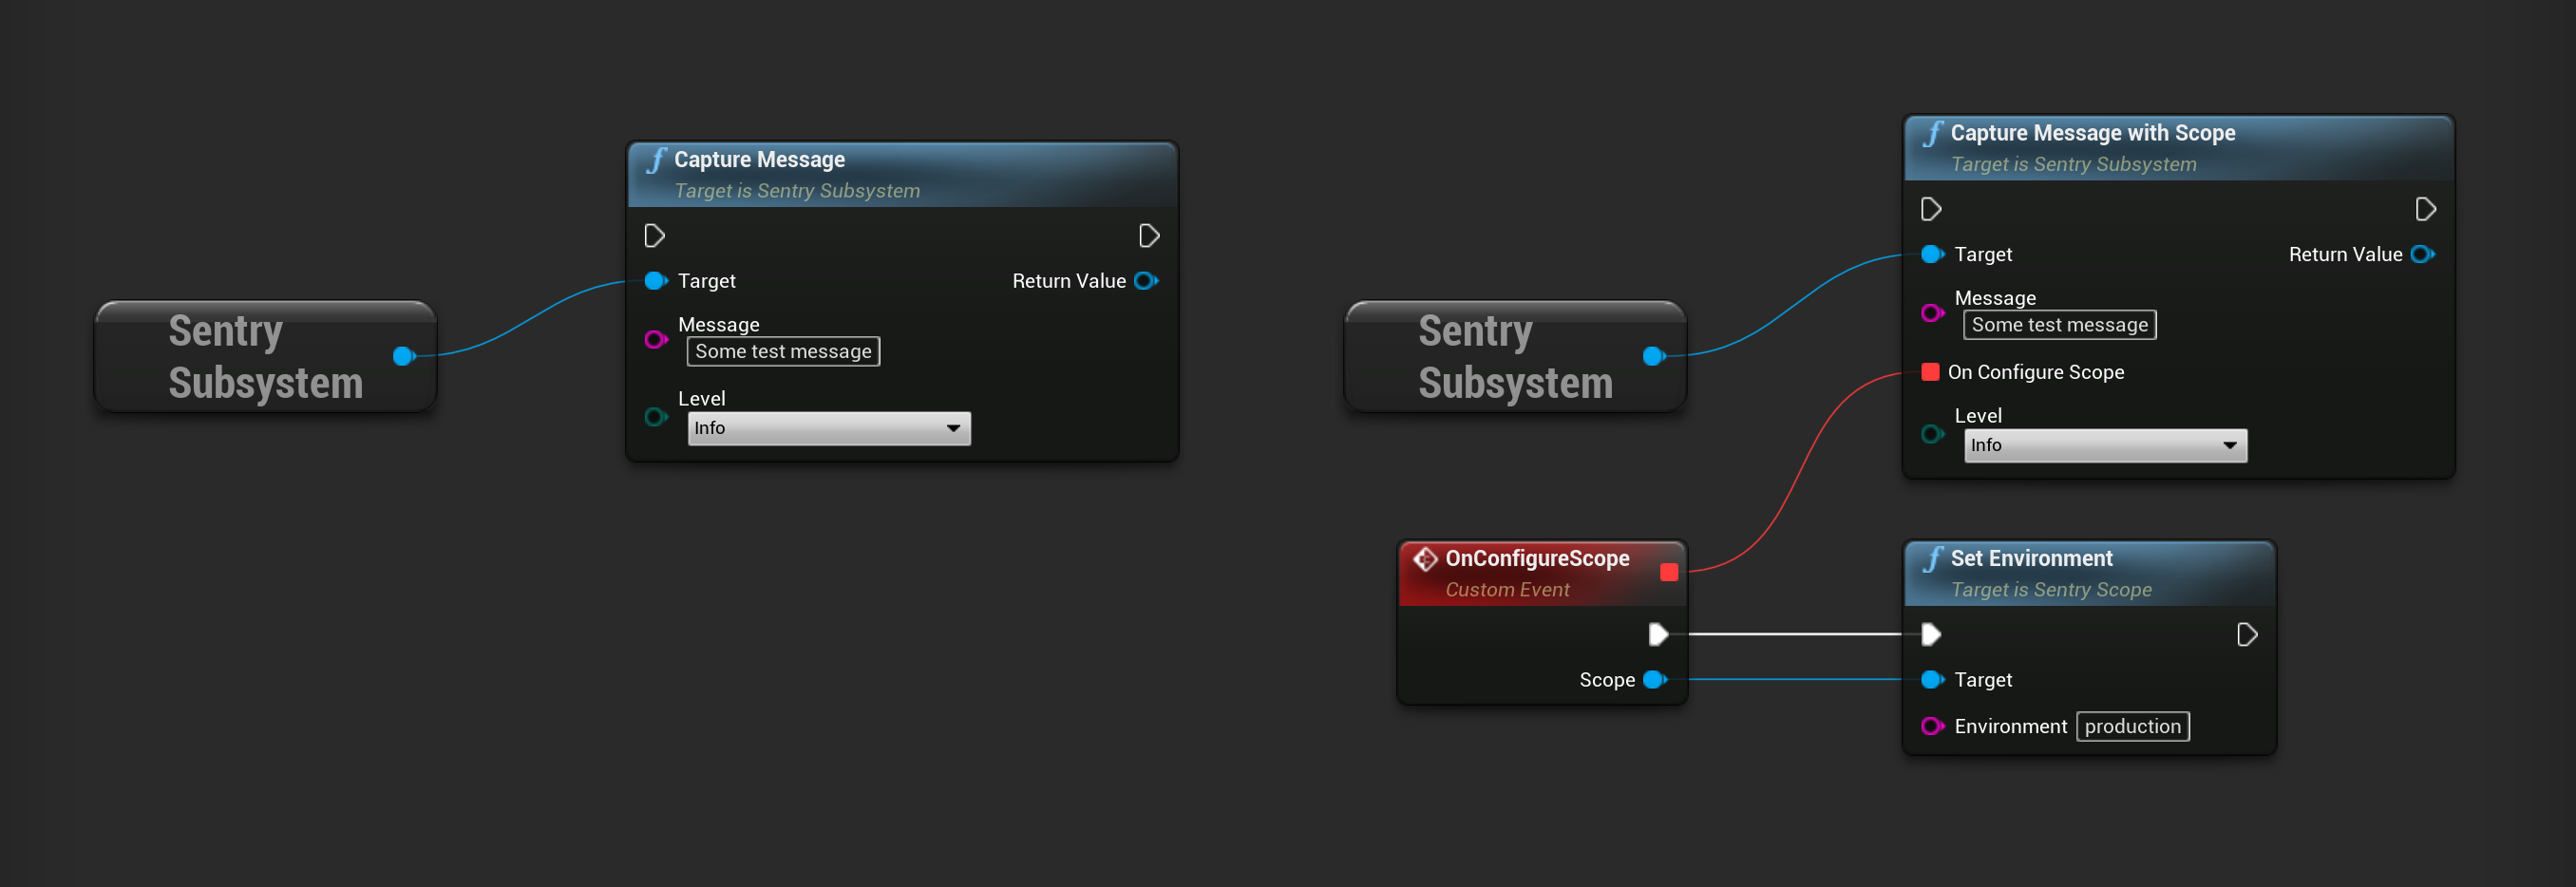 Sentry
Subsystem
Capture Message
Target is Sentry Subsystem
Target
Return Value
Message
Some test message
Level
Info
Sentry
Subsystem
Capture Message with Scope
Target is Sentry Subsystem
Target
Return Value
Message
Some test message
On Configure Scope
Level
Info
OnConfigureScope
Custom Event
Scope
Set Environment
Target is Sentry Scope
Target
Environment production